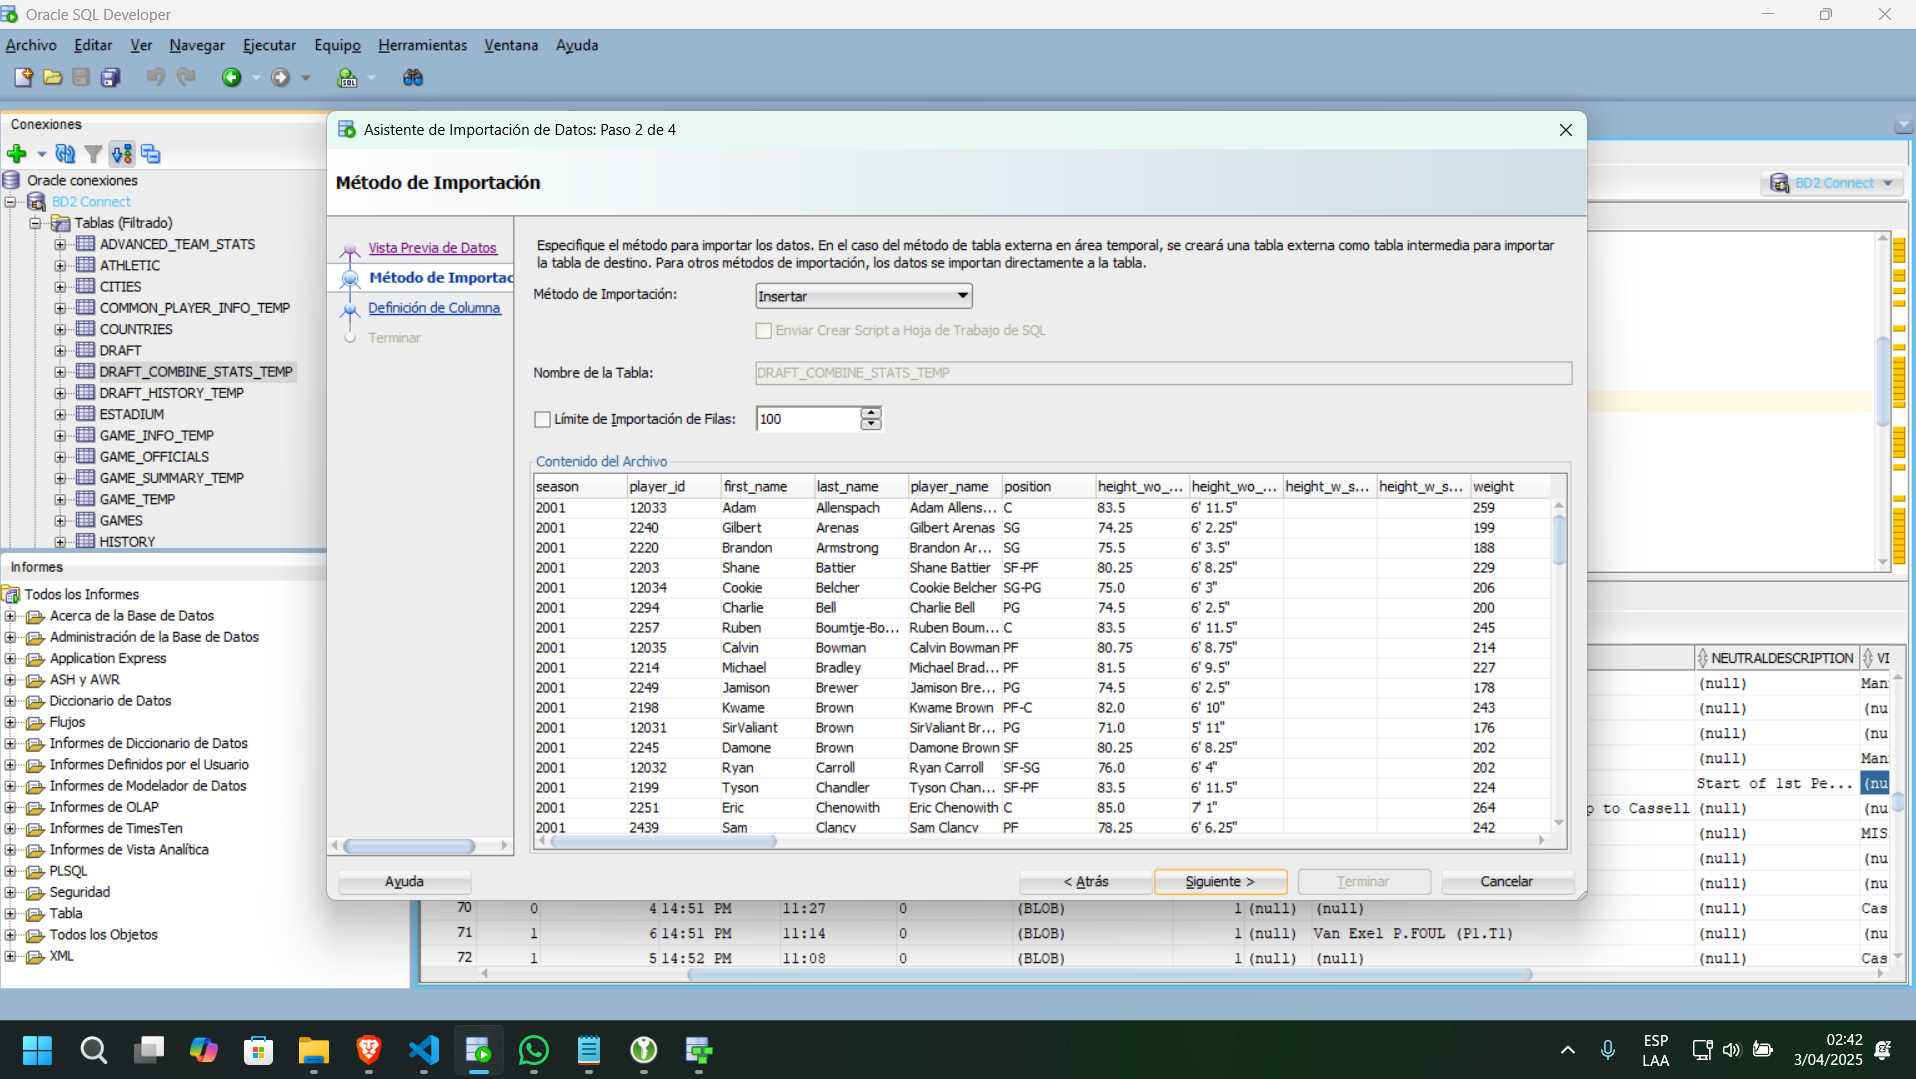 Oracle SQL Developer
Archivo Editar Ver Navegar Ejecutar Equipo Herramientas Ventana Ayuda
Conexiones
Oracle conexiones
BD2 Connect
Tablas (Filtrado)
ADVANCED_TEAM_STATS
ATHLETIC
CITIES
COMMON_PLAYER_INFO_TEMP
COUNTRIES
DRAFT
DRAFT_COMBINE_STATS_TEMP
DRAFT_HISTORY_TEMP
ESTADIUM
GAME_INFO_TEMP
GAME_OFFICIALS
GAME_SUMMARY_TEMP
GAME_TEMP
GAMES
HISTORY
Informes
Todos los Informes
Acerca de la Base de Datos
Administración de la Base de Datos
Application Express
ASH y AWR
Diccionario de Datos
Flujos
Informes de Diccionario de Datos
Informes Definidos por el Usuario
Informes de Modelador de Datos
Informes de OLAP
Informes de TimesTen
Informes de Vista Analítica
PLSQL
Seguridad
Tabla
Todos los Objetos
XML
Asistente de Importación de Datos: Paso 2 de 4
Método de Importación
Vista Previa de Datos
Método de Importac
Definición de Columna
Terminar
Especifique el método para importar los datos. En el caso del método de tabla externa en área temporal, se creará una tabla externa como tabla intermedia para importar
la tabla de destino. Para otros métodos de importación, los datos se importan directamente a la tabla.
Método de Importación: Insertar
Enviar Crear Script a Hoja de Trabajo de SQL
Nombre de la Tabla: DRAFT_COMBINE_STATS_TEMP
Límite de Importación de Filas: 100
Contenido del Archivo
season player_id first_name last_name player_name position height_wo_... height_wo_... height_w_s... height_w_s... weight
2001 12033 Adam Allenspach Adam Allens... C 83.5 6' 11.5" 259
2001 2240 Gilbert Arenas Gilbert Arenas SG 74.25 6' 2.25" 199
2001 2220 Brandon Armstrong Brandon Ar... SG 75.5 6' 3.5" 188
2001 2203 Shane Battier Shane Battier SF-PF 80.25 6' 8.25" 229
2001 12034 Cookie Belcher Cookie Belcher SG-PG 75.0 6' 3" 206
2001 2294 Charlie Bell Charlie Bell PG 74.5 6' 2.5" 200
2001 2257 Ruben Boumtje-Bo... Ruben Boum... C 83.5 6' 11.5" 245
2001 12035 Calvin Bowman Calvin Bowman PF 80.75 6' 8.75" 214
2001 2214 Michael Bradley Michael Brad... PF 81.5 6' 9.5" 227
2001 2249 Jamison Brewer Jamison Bre... PG 74.5 6' 2.5" 178
2001 2198 Kwame Brown Kwame Brown PF-C 82.0 6' 10" 243
2001 12031 SirValiant Brown SirValiant Br... PG 71.0 5' 11" 176
2001 2245 Damone Brown Damone Brown SF 80.25 6' 8.25" 202
2001 12032 Ryan Carroll Ryan Carroll SF-SG 76.0 6' 4" 202
2001 2199 Tyson Chandler Tyson Chan... SF-PF 83.5 6' 11.5" 224
2001 2251 Eric Chenowith Eric Chenowith C 85.0 7' 1" 264
2001 2439 Sam Clancy Sam Clancy PF 78.25 6' 6.25" 242
Ayuda < Atrás Siguiente > Terminar Cancelar
BD2 Connect
NEUTRALDESCRIPTION VI
(null) Man
(null) (nu
(null) (nu
(null) Man
Start of 1st Pe... (nu
p to Cassell (null) (nu
(null) MIS
(null) (nu
(null) (nu
70 0 4 14:51 PM 11:27 0 (BLOB) 1 (null) (null) (null) Cas
71 1 6 14:51 PM 11:14 0 (BLOB) 1 (null) Van Exel P.FOUL (P1.T1) (null) (nu
72 1 5 14:52 PM 11:08 0 (BLOB) 1 (null) (null) (null) Cas
ESP
LAA
02:42
3/04/2025